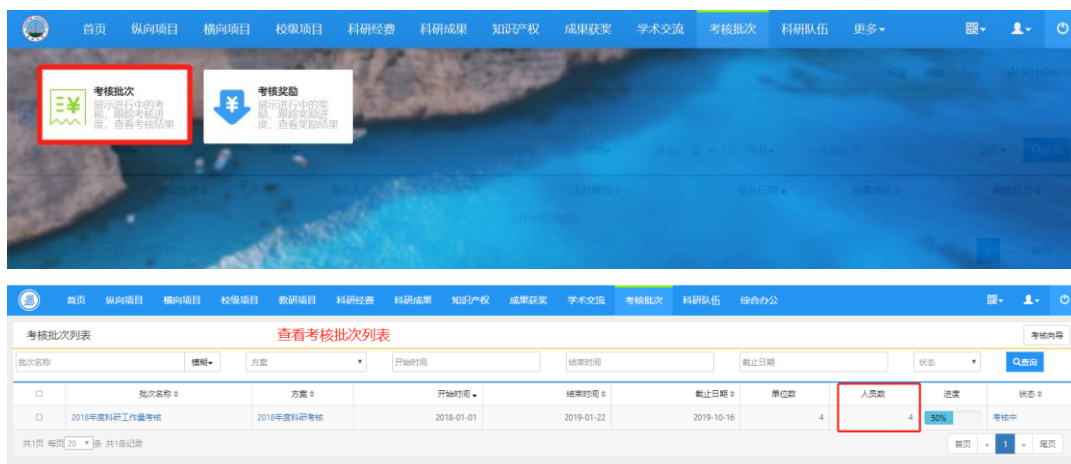 首页 纵向项目 横向项目 校级项目 科研经费 科研成果 知识产权 成果获奖 学术交流 考核批次 科研队伍 更多
考核批次
展示进行中的考
核，跟踪考核进
度，查看考核结果
考核奖励
展示进行中的奖
励，跟踪奖励进
度，查看奖励结果
新建 删除 导出 统计分析
首页 纵向项目 横向项目 校级项目 教研项目 科研经费 科研成果 知识产权 成果获奖 学术交流 考核批次 科研队伍 综合办公
考核批次列表 查看考核批次列表 考核向导
批次名称 模糊 方案 开始时间 结束时间 截止日期 状态 查询
批次名称 方案 开始时间 结束时间 截止日期 单位数 人员数 进度 状态
2018年度科研工作量考核 2018年度科研考核 2018-01-01 2019-01-22 2019-10-16 4 4 50% 考核中
共1页 每页 20 条 共1条记录 首页 « 1 » 尾页